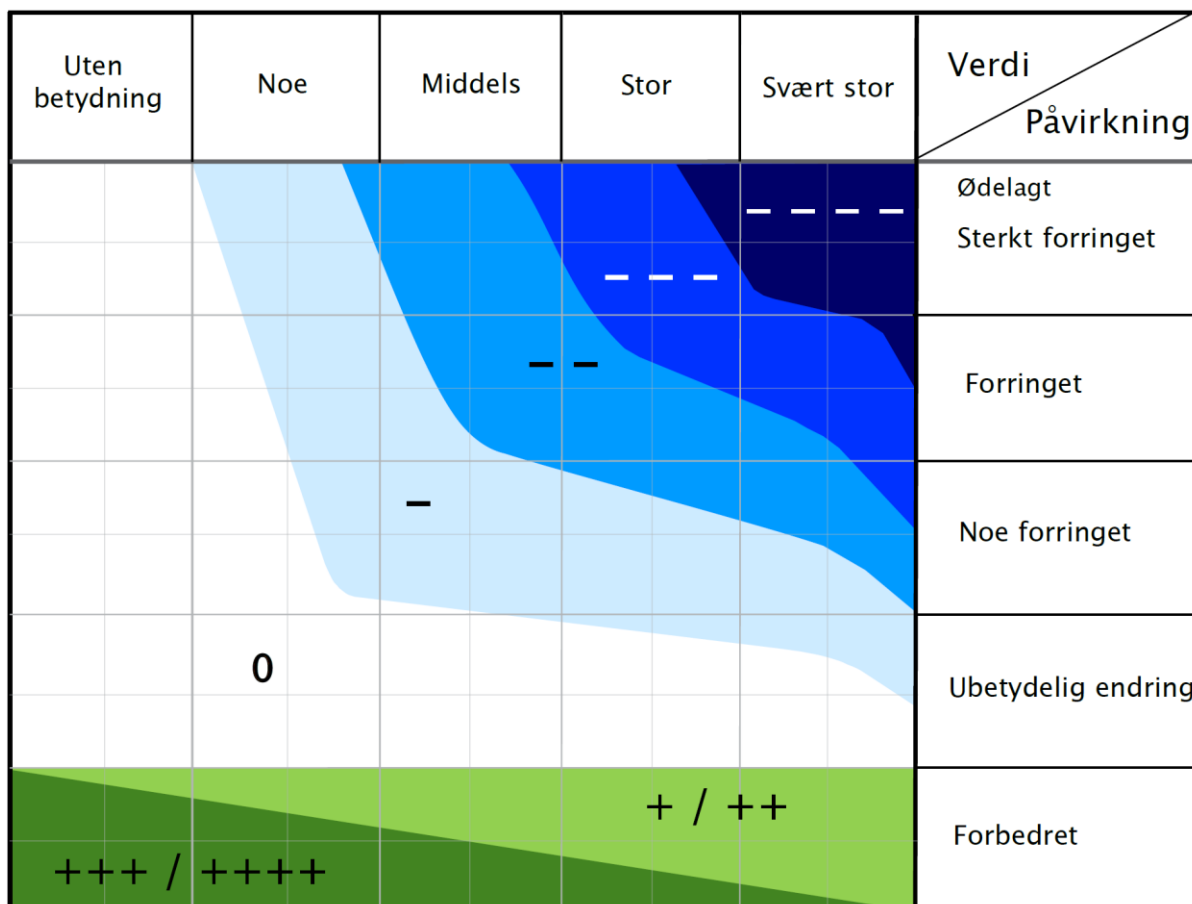 Uten
betydning
Noe
Middels
Stor
Svært stor
Verdi
Påvirkning
Ødelagt
Sterkt forringet
– – – –
– – –
Forringet
– –
Noe forringet
–
Ubetydelig endring
0
Forbedret
+ / ++
+++ / ++++